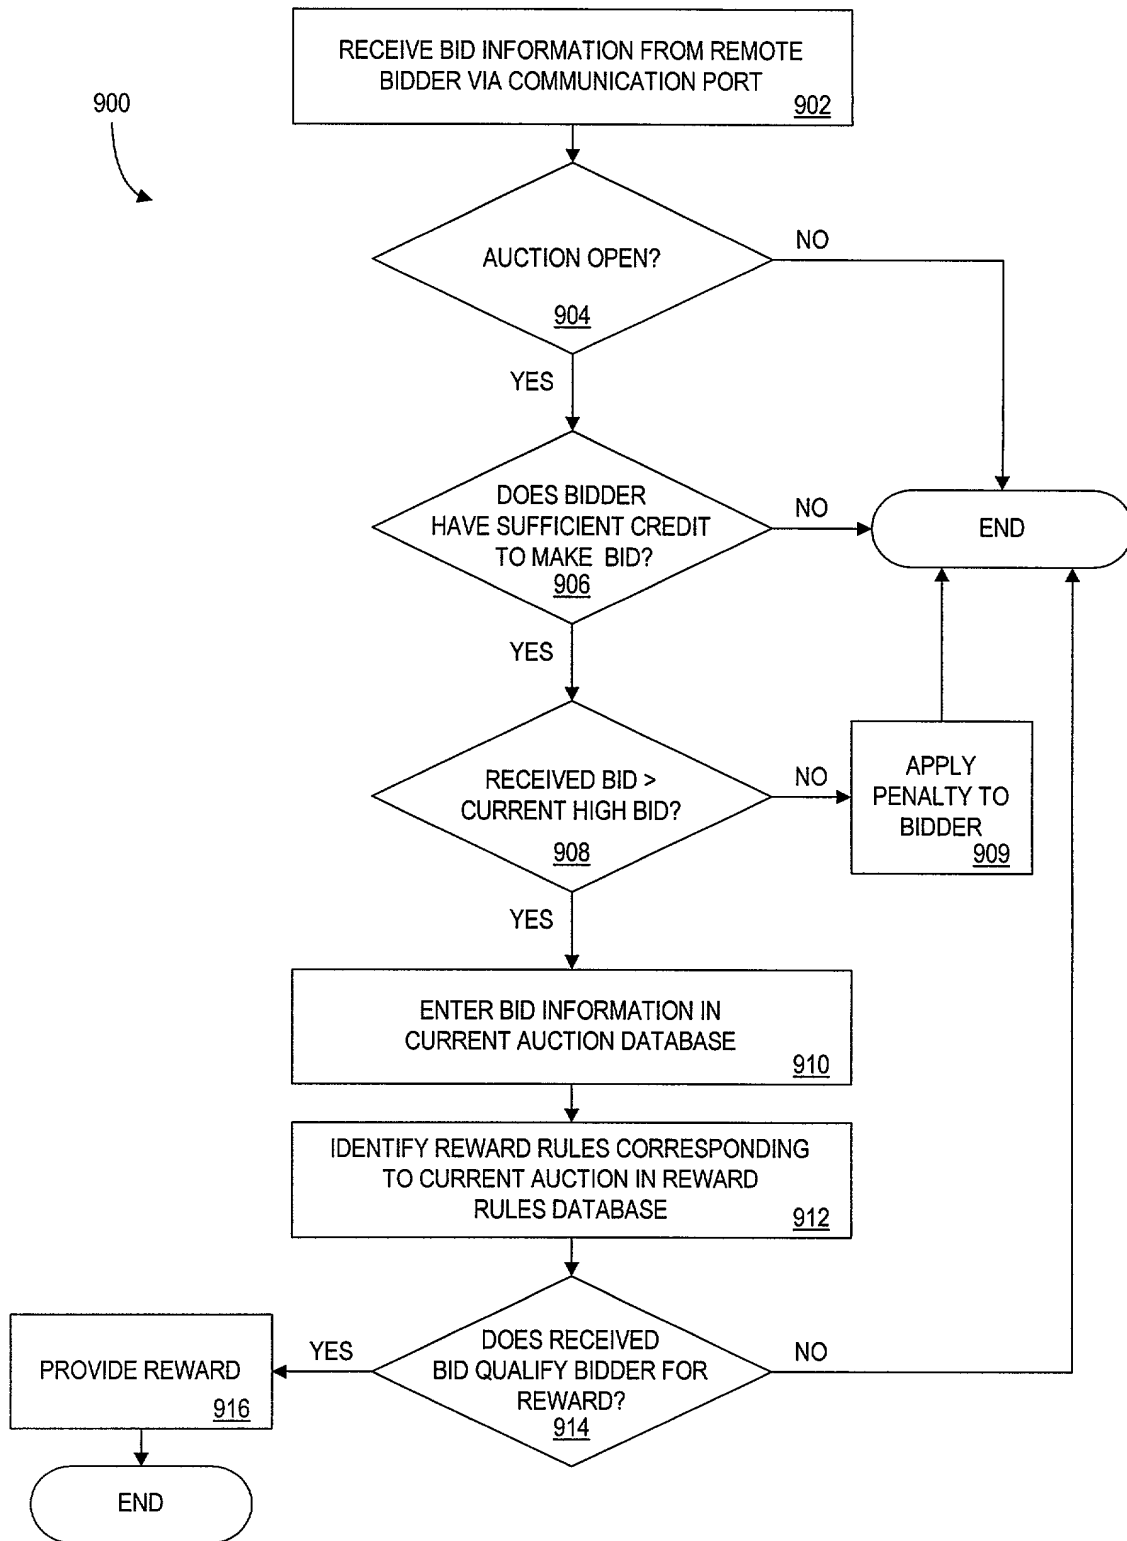 RECEIVE BID INFORMATION FROM REMOTE
BIDDER VIA COMMUNICATION PORT
902
900
AUCTION OPEN?
904
NO
YES
DOES BIDDER
HAVE SUFFICIENT CREDIT
TO MAKE BID?
906
NO
END
YES
RECEIVED BID >
CURRENT HIGH BID?
908
NO
APPLY
PENALTY TO
BIDDER
909
YES
ENTER BID INFORMATION IN
CURRENT AUCTION DATABASE
910
IDENTIFY REWARD RULES CORRESPONDING
TO CURRENT AUCTION IN REWARD
RULES DATABASE
912
DOES RECEIVED
BID QUALIFY BIDDER FOR
REWARD?
914
YES
NO
PROVIDE REWARD
916
END